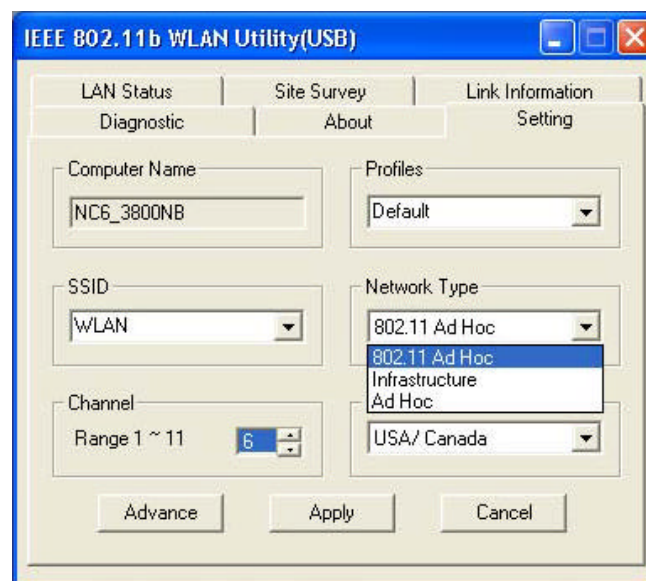 IEEE 802.11b WLAN Utility(USB)
LAN Status
Site Survey
Link Information
Diagnostic
About
Setting
Computer Name
NC6_3800NB
Profiles
Default
SSID
WLAN
Network Type
802.11 Ad Hoc
802.11 Ad Hoc
Infrastructure
Ad Hoc
Channel
Range 1 ~ 11
6
USA/ Canada
Advance
Apply
Cancel